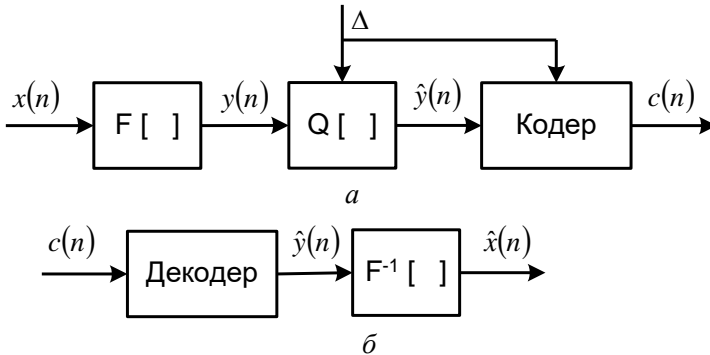 Δ
x(n) F [ ] y(n) Q [ ] ŷ(n) Кодер c(n)
а
c(n) Декодер ŷ(n) F⁻¹ [ ] x̂(n)
б